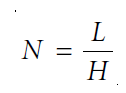 N = L / H